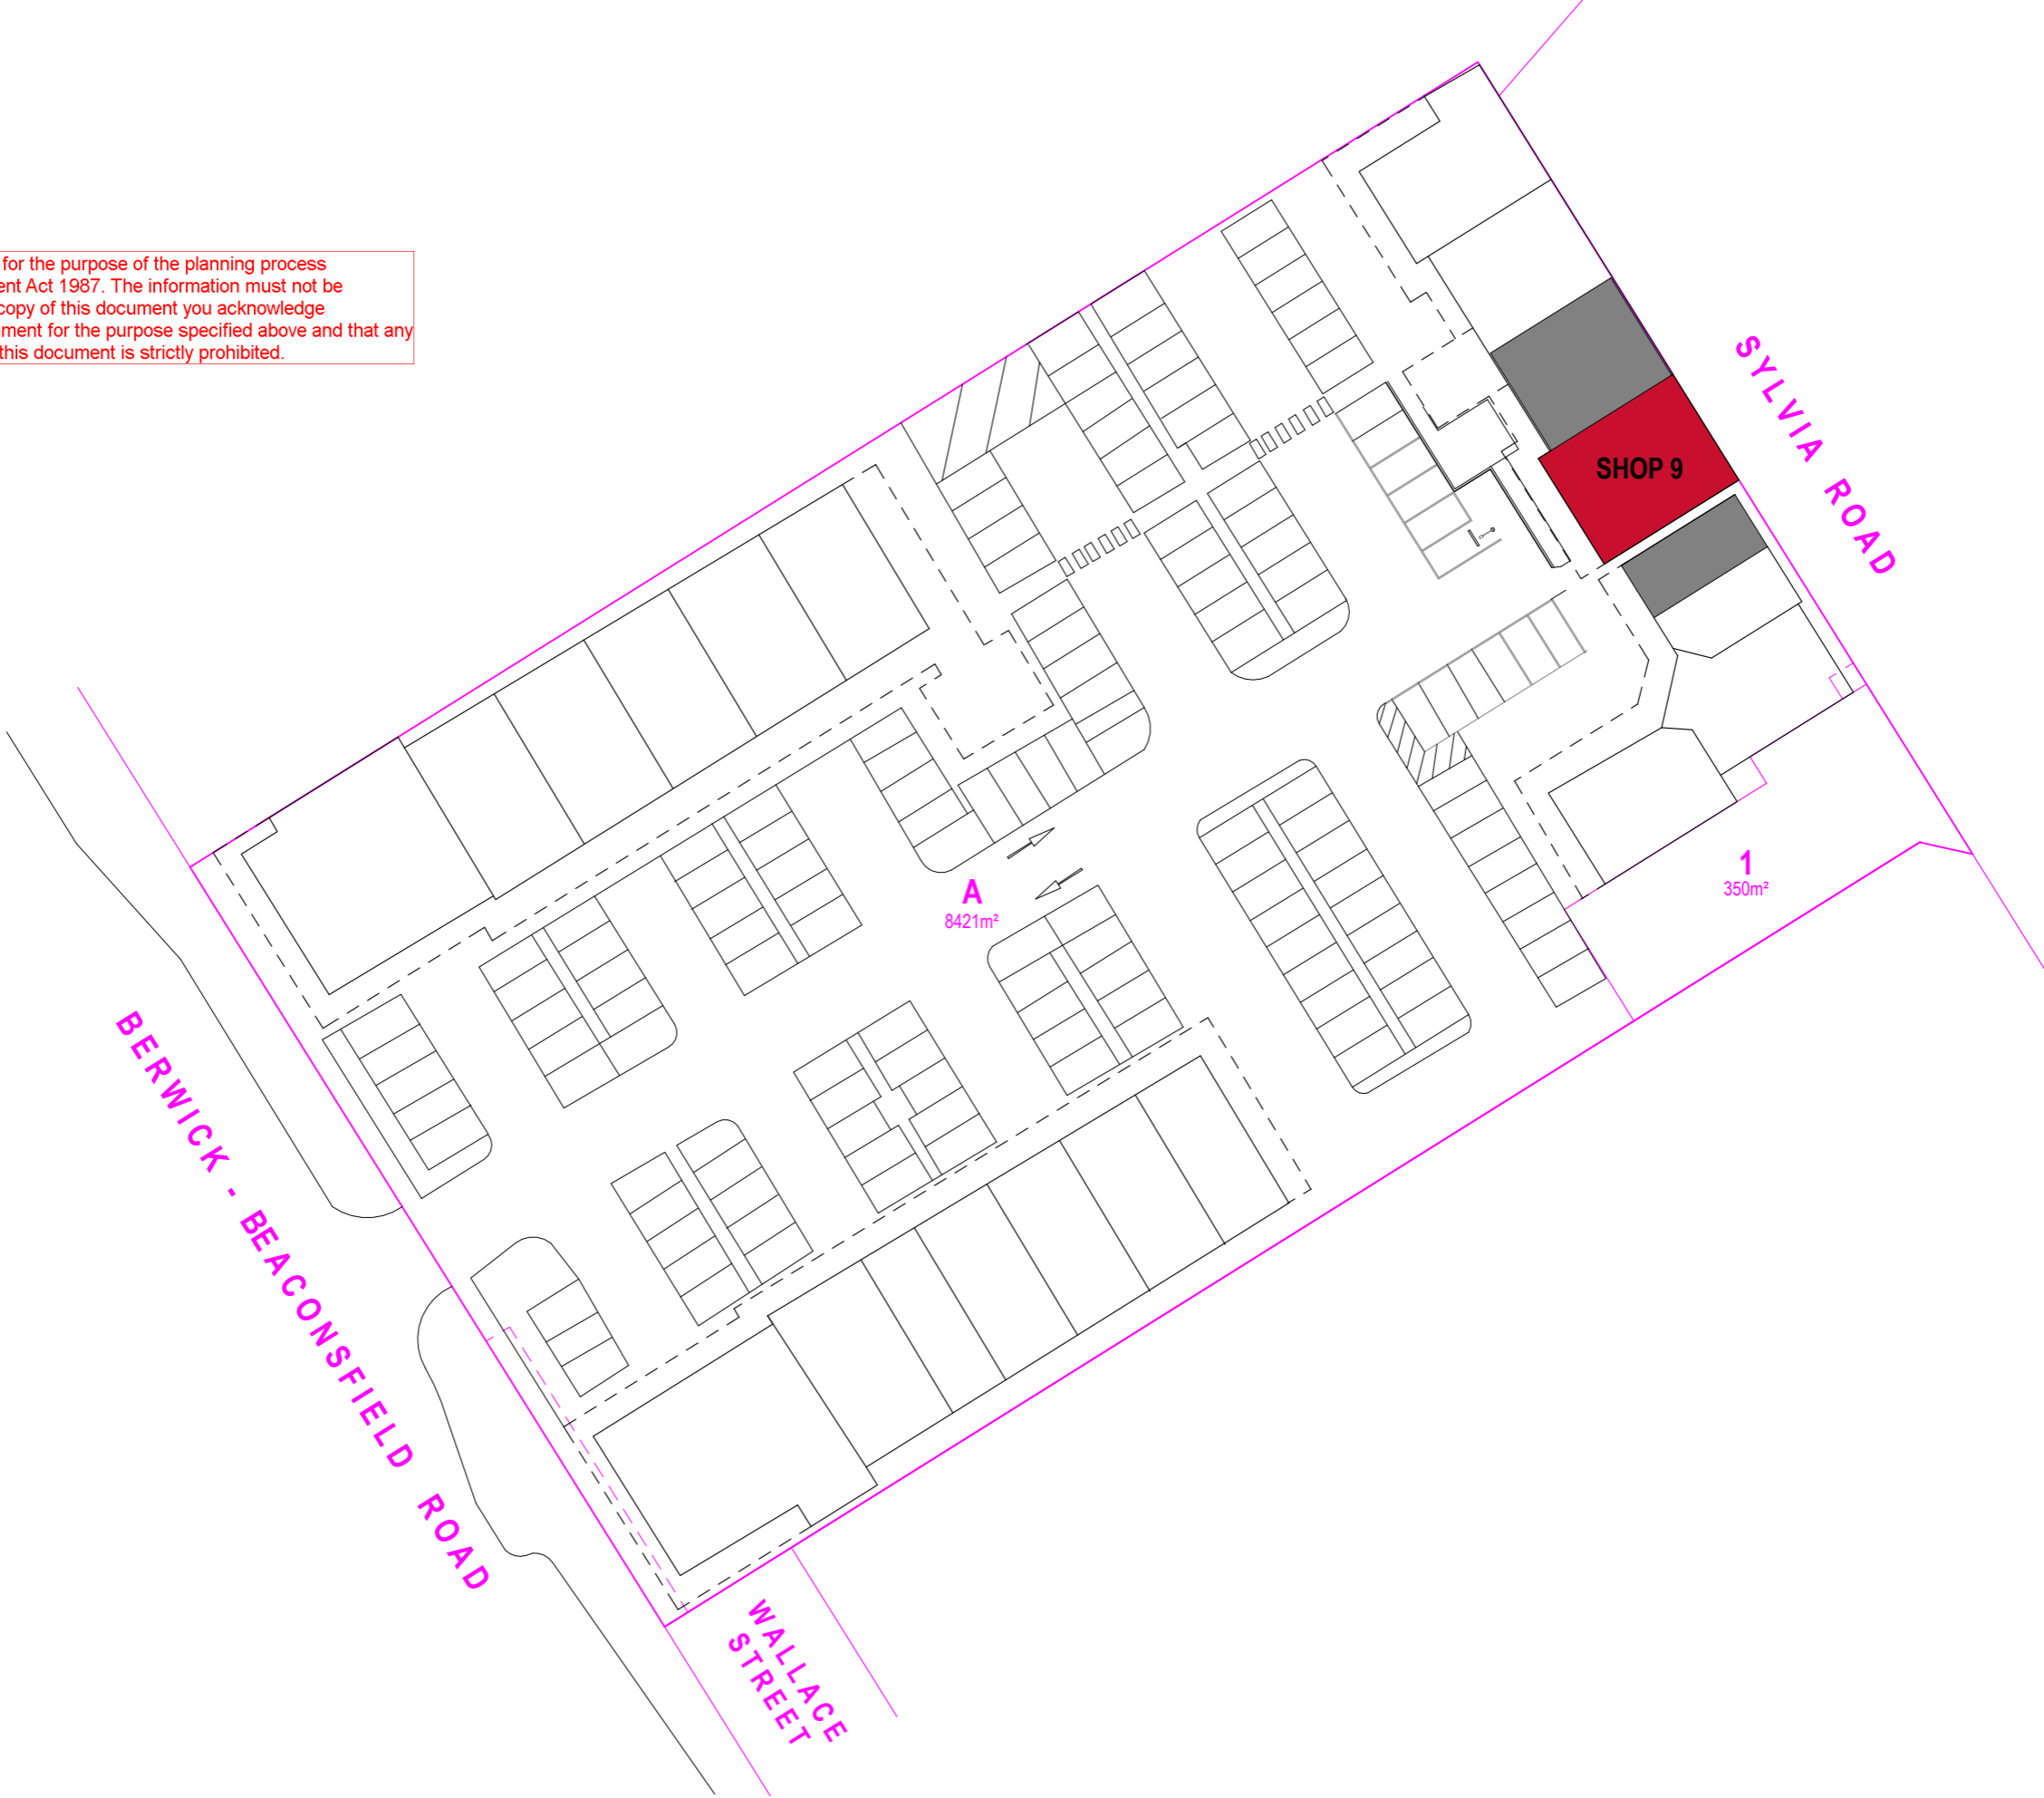 for the purpose of the planning process
ent Act 1987. The information must not be
copy of this document you acknowledge
ment for the purpose specified above and that any
this document is strictly prohibited.
SYLVIA ROAD
SHOP 9
1
350m²
A
8421m²
BERWICK - BEACONSFIELD ROAD
WALLACE
STREET